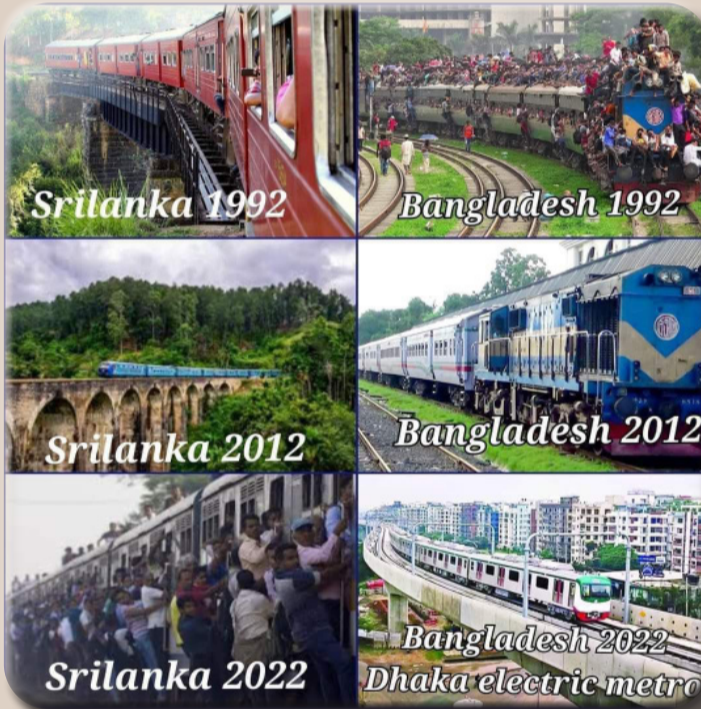 Srilanka 1992
Bangladesh 1992
Srilanka 2012
Bangladesh 2012
Srilanka 2022
Bangladesh 2022
Dhaka electric metro